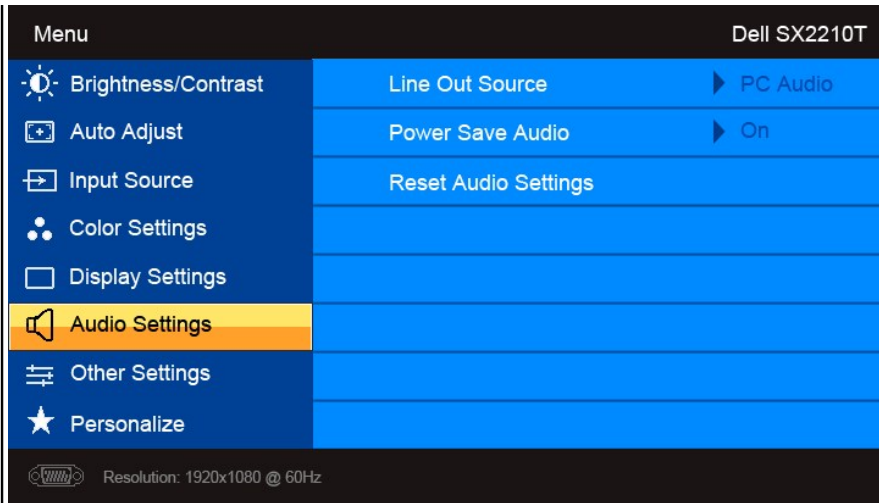 Menu Dell SX2210T
Brightness/Contrast
Auto Adjust
Input Source
Color Settings
Display Settings
Audio Settings
Other Settings
Personalize
Line Out Source PC Audio
Power Save Audio On
Reset Audio Settings
Resolution: 1920x1080 @ 60Hz